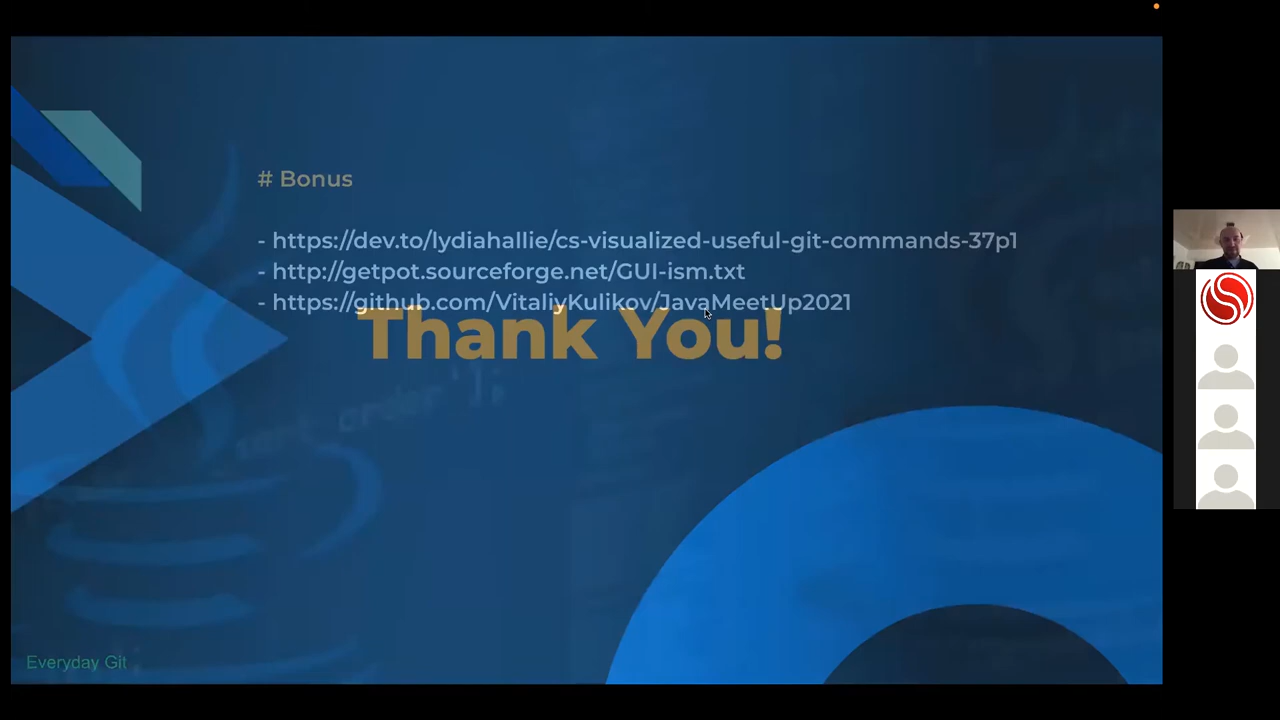 # Bonus
- https://dev.to/lydiahallie/cs-visualized-useful-git-commands-37p1
- http://getpot.sourceforge.net/GUI-ism.txt
- https://github.com/VitaliyKulikov/JavaMeetUp2021
Thank You!
Everyday Git